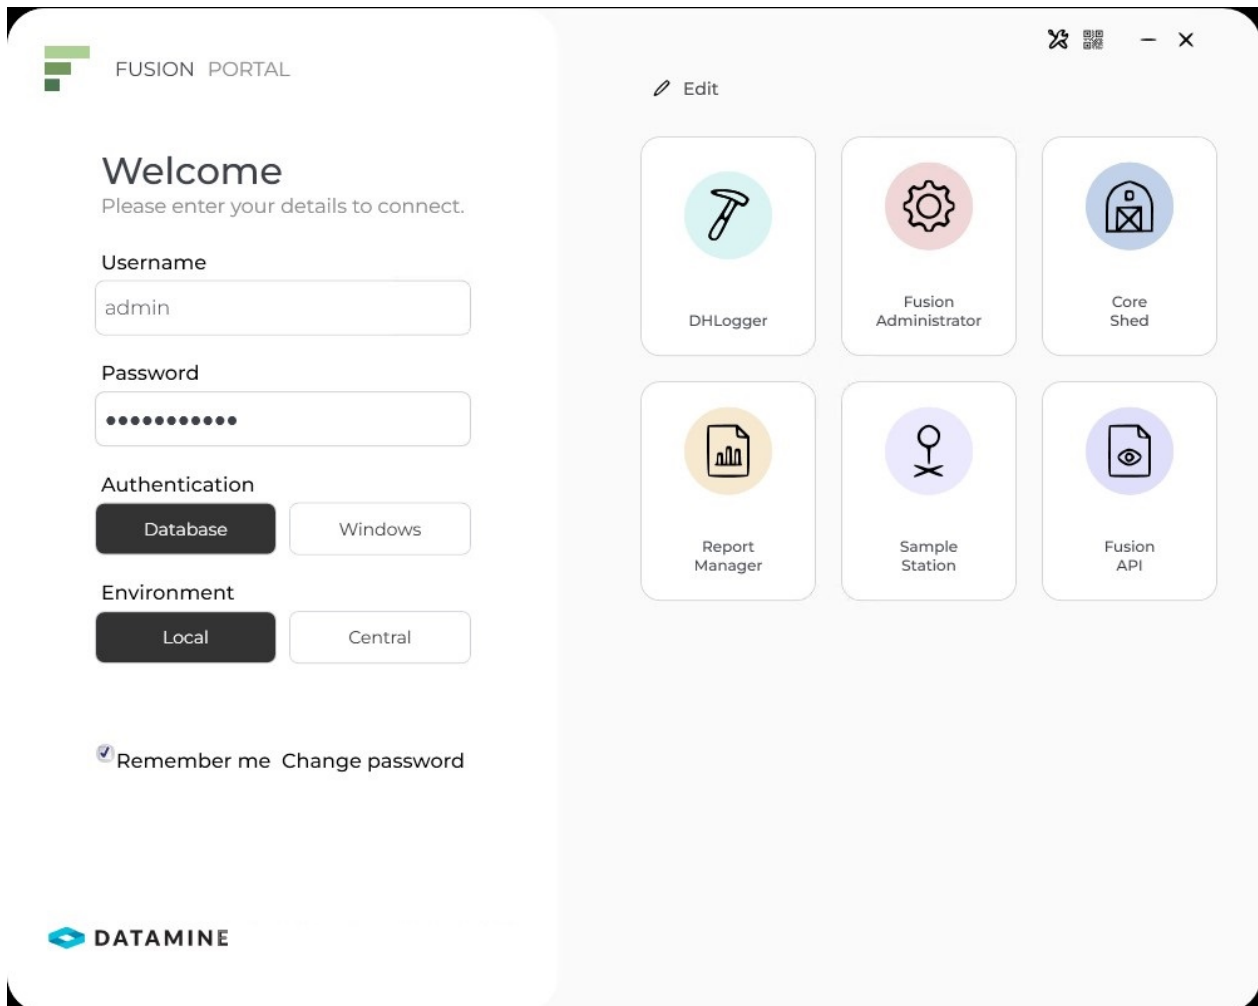 FUSION PORTAL
Welcome
Please enter your details to connect.
Username
admin
Password
•••••••••••
Authentication
Database Windows
Environment
Local Central
Remember me Change password
DATAMINE
Edit
DHLogger
Fusion
Administrator
Core
Shed
Report
Manager
Sample
Station
Fusion
API